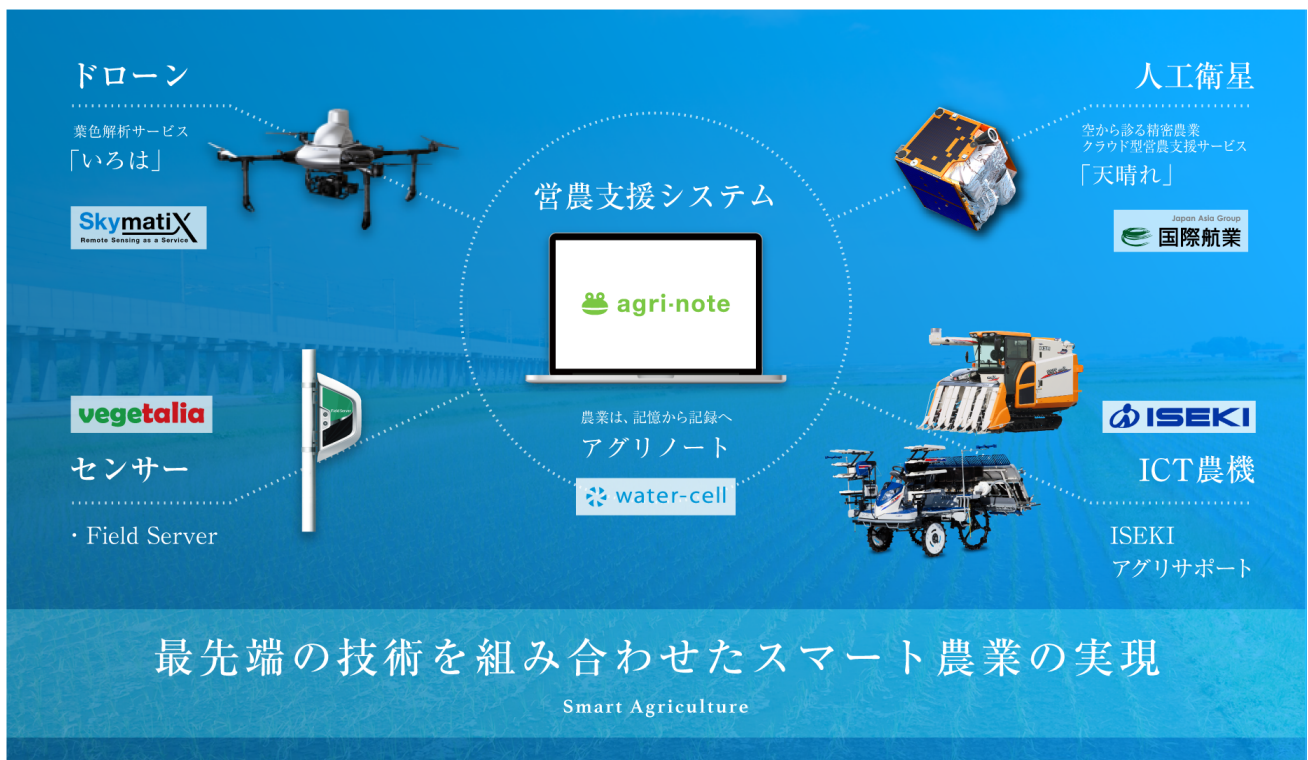 ドローン
葉色解析サービス
「いろは」
SkymatiX
Remote Sensing as a Service
人工衛星
空から診る精密農業
クラウド型営農支援サービス
「天晴れ」
Japan Asia Group
国際航業
営農支援システム
agri-note
農業は、記憶から記録へ
アグリノート
water-cell
vegetalia
センサー
・Field Server
Field Server
ISEKI
ICT農機
ISEKI
アグリサポート
最先端の技術を組み合わせたスマート農業の実現
Smart Agriculture